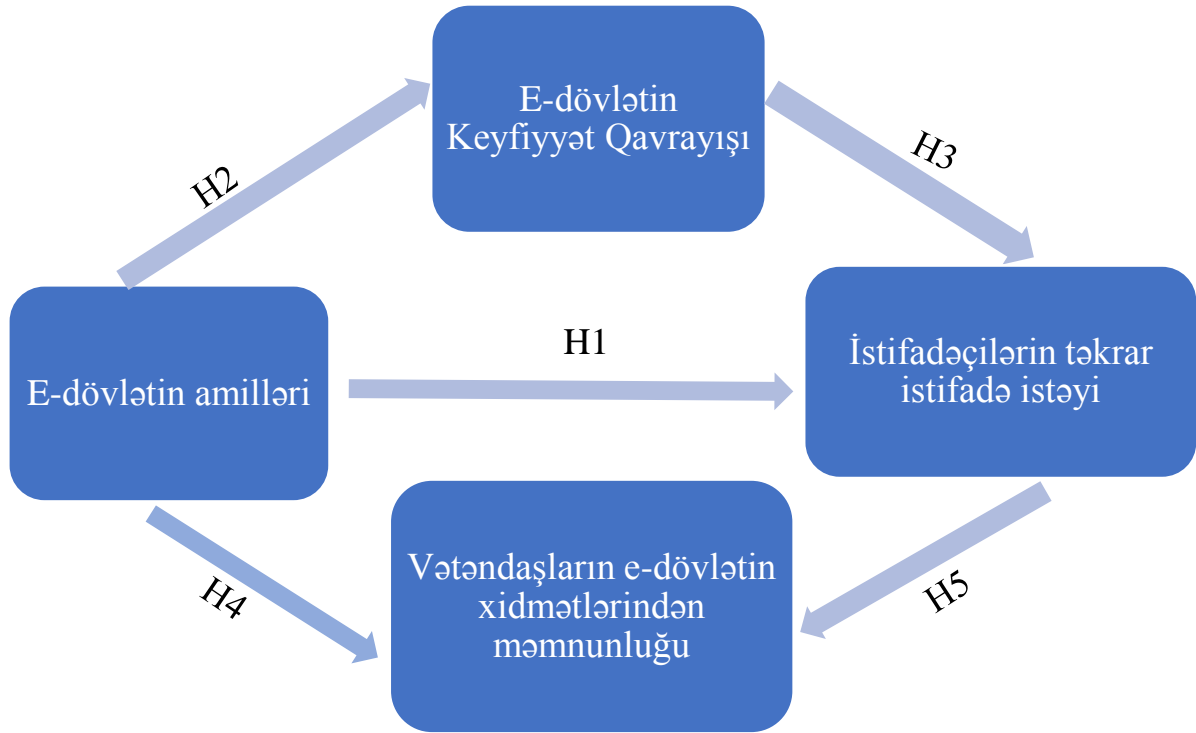 E-dövlətin
Keyfiyyət Qavrayışı
H2
H3
E-dövlətin amilləri
H1
İstifadəçilərin təkrar
istifadə istəyi
H4
Vətəndaşların e-dövlətin
xidmətlərindən
məmnunluğu
H5